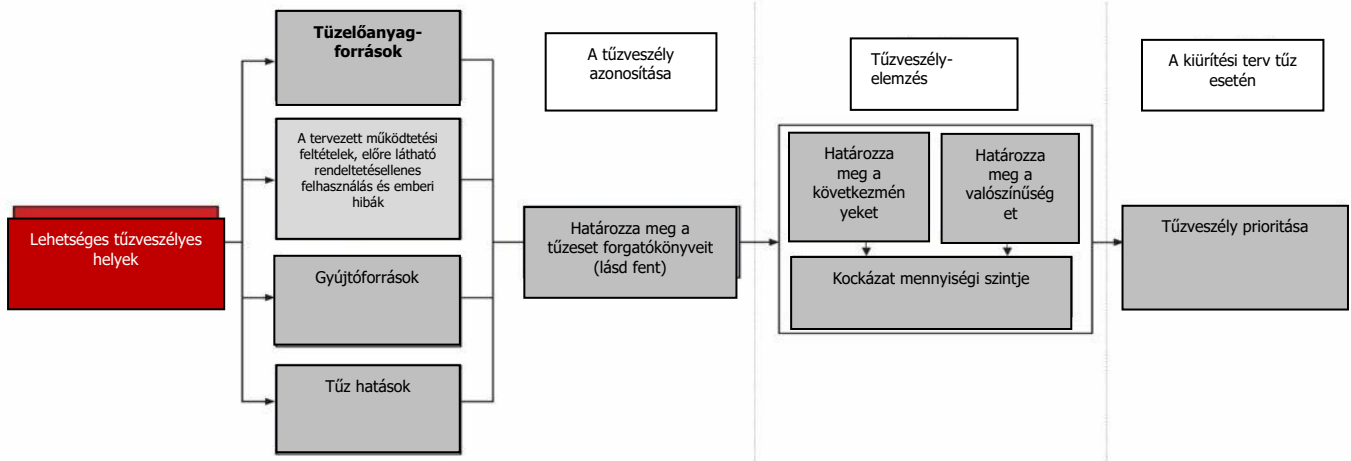 Lehetséges tűzveszélyes
helyek
Tüzelőanyag-
források
A tervezett működtetési
feltételek, előre látható
rendeltetésellenes
felhasználás és emberi
hibák
Gyújtóforrások
Tűz hatások
A tűzveszély
azonosítása
Határozza meg a
tűzeset forgatókönyveit
(lásd fent)
Tűzveszély-
elemzés
Határozza
meg a
következmén
yeket
Határozza
meg a
valószínűség
et
Kockázat mennyiségi szintje
A kiürítési terv tűz
esetén
Tűzveszély prioritása